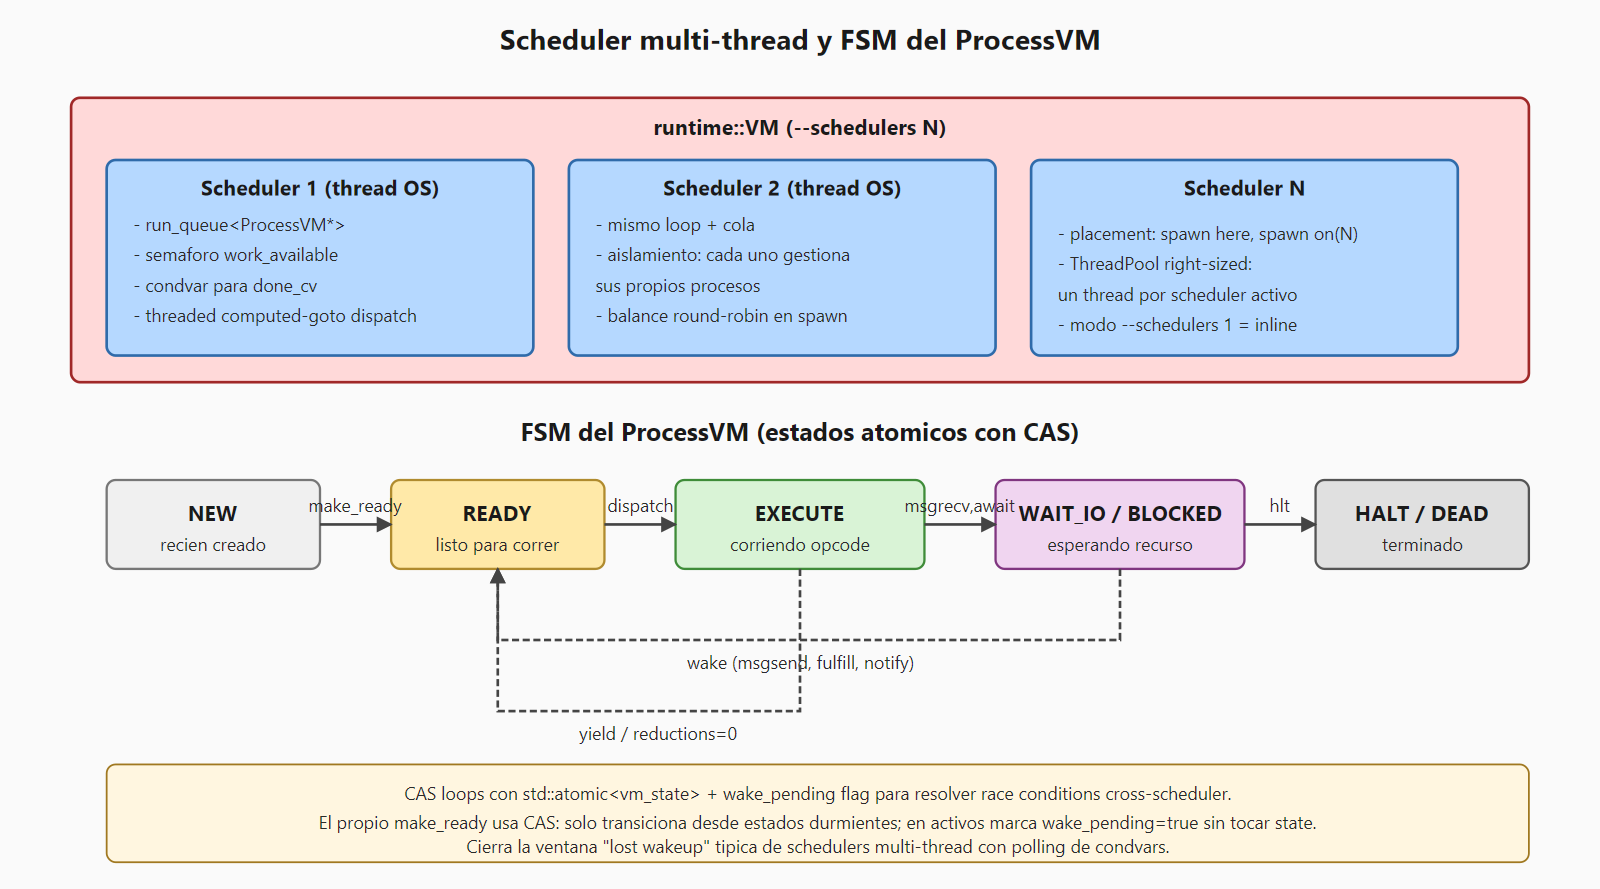 Scheduler multi-thread y FSM del ProcessVM
runtime::VM (--schedulers N)
Scheduler 1 (thread OS)
- run_queue<ProcessVM*>
- semaforo work_available
- condvar para done_cv
- threaded computed-goto dispatch
Scheduler 2 (thread OS)
- mismo loop + cola
- aislamiento: cada uno gestiona
sus propios procesos
- balance round-robin en spawn
Scheduler N
- placement: spawn here, spawn on(N)
- ThreadPool right-sized:
un thread por scheduler activo
- modo --schedulers 1 = inline
FSM del ProcessVM (estados atomicos con CAS)
NEW
recien creado
make_ready
READY
listo para correr
dispatch
EXECUTE
corriendo opcode
msgrecv,await
WAIT_IO / BLOCKED
esperando recurso
hlt
HALT / DEAD
terminado
wake (msgsend, fulfill, notify)
yield / reductions=0
CAS loops con std::atomic<vm_state> + wake_pending flag para resolver race conditions cross-scheduler.
El propio make_ready usa CAS: solo transiciona desde estados durmientes; en activos marca wake_pending=true sin tocar state.
Cierra la ventana "lost wakeup" tipica de schedulers multi-thread con polling de condvars.